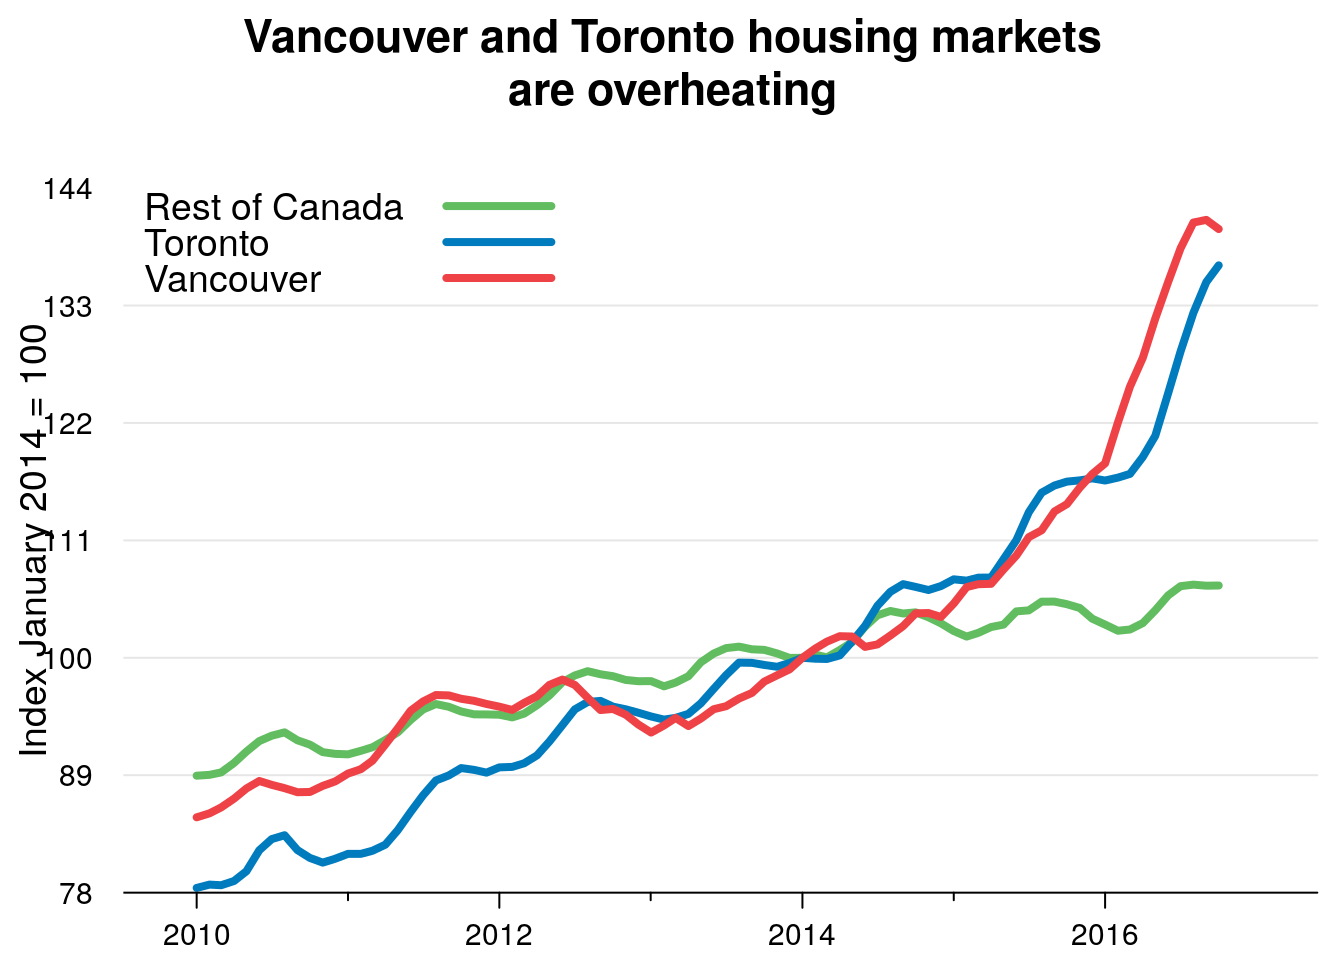 Vancouver and Toronto housing markets
are overheating
Index January 2014 = 100
144
133
122
111
100
89
78
Rest of Canada
Toronto
Vancouver
2010
2012
2014
2016